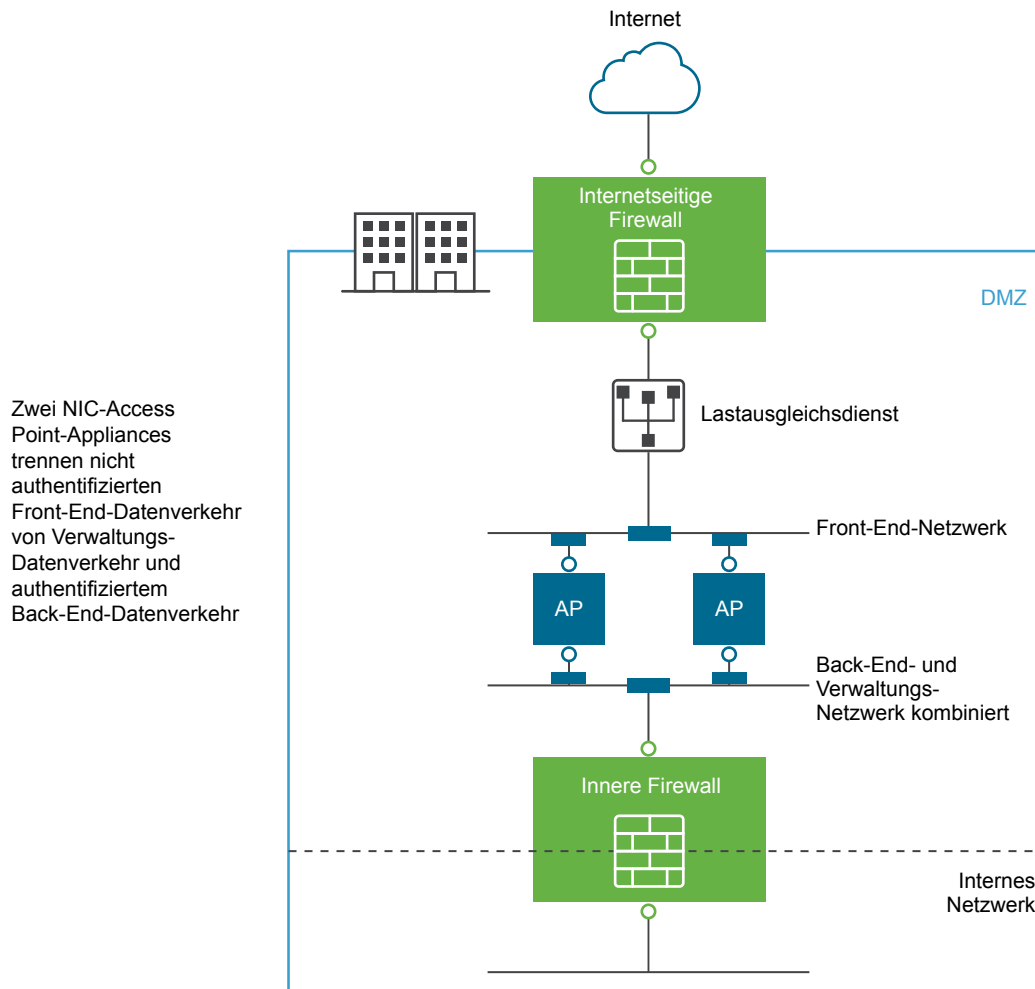 Internet
Internetseitige
Firewall
DMZ
Lastausgleichsdienst
Zwei NIC-Access
Point-Appliances
trennen nicht
authentifizierten
Front-End-Datenverkehr
von Verwaltungs-
Datenverkehr und
authentifiziertem
Back-End-Datenverkehr
Front-End-Netzwerk
AP
AP
Back-End- und
Verwaltungs-
Netzwerk kombiniert
Innere Firewall
Internes
Netzwerk